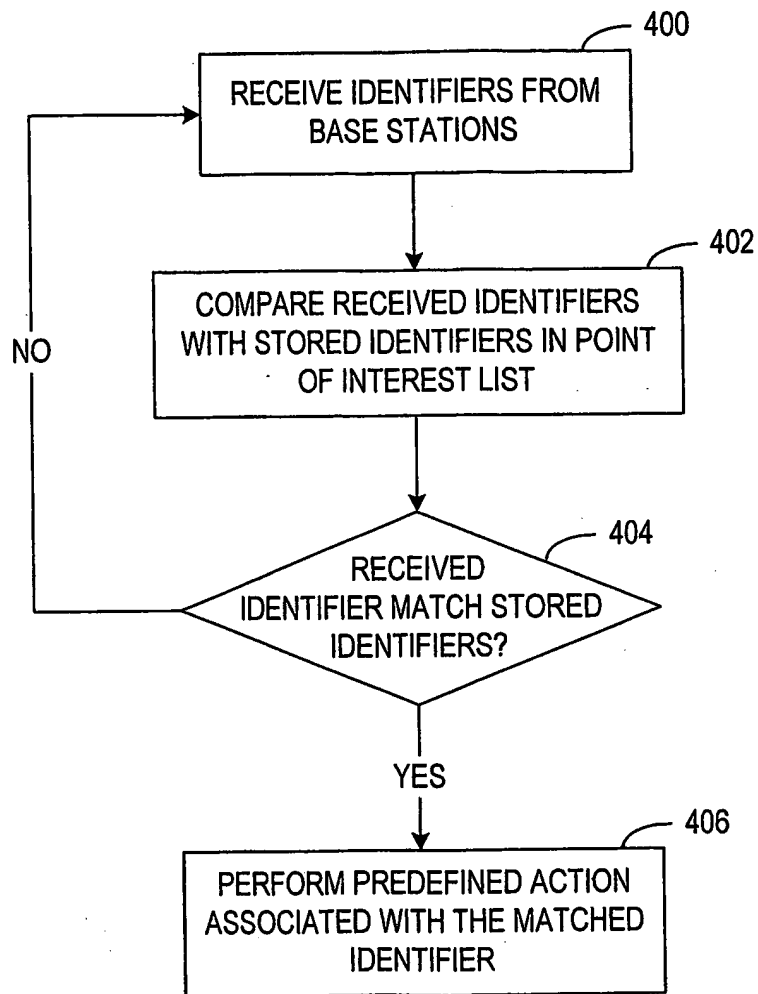 400
RECEIVE IDENTIFIERS FROM
BASE STATIONS
402
COMPARE RECEIVED IDENTIFIERS
WITH STORED IDENTIFIERS IN POINT
OF INTEREST LIST
NO
404
RECEIVED
IDENTIFIER MATCH STORED
IDENTIFIERS?
YES
406
PERFORM PREDEFINED ACTION
ASSOCIATED WITH THE MATCHED
IDENTIFIER